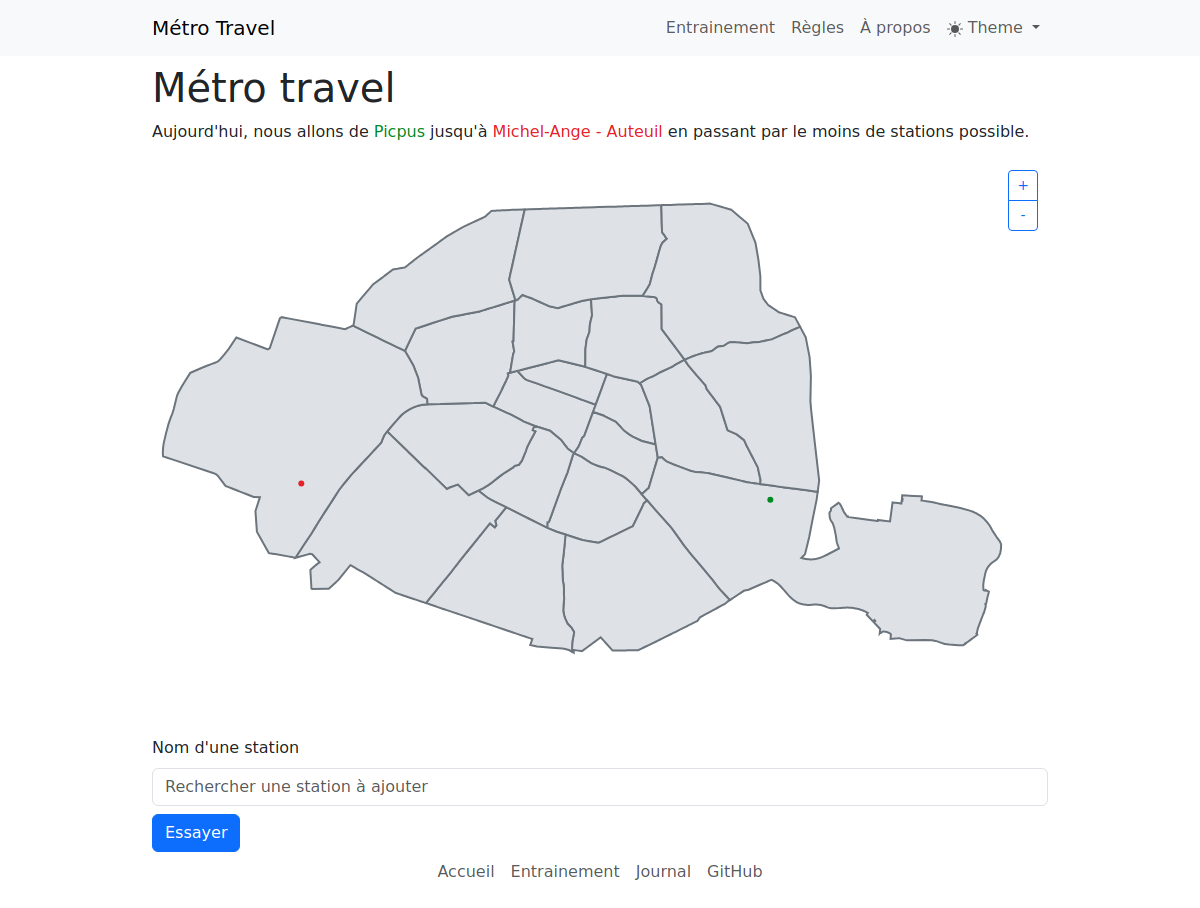 Métro Travel
Entrainement Règles À propos Theme
Métro travel
Aujourd'hui, nous allons de Picpus jusqu'à Michel-Ange - Auteuil en passant par le moins de stations possible.
+
-
Nom d'une station
Rechercher une station à ajouter
Essayer
Accueil Entrainement Journal GitHub